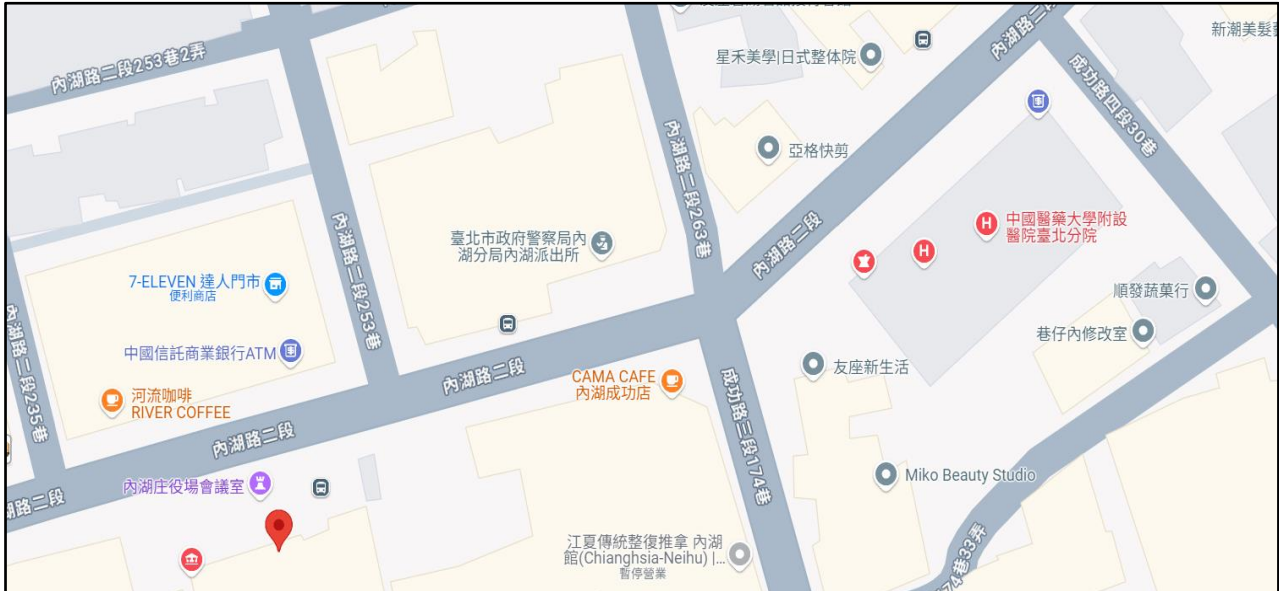 內湖路二段
新潮美髮
星禾美學|日式整体院
內湖路二段253巷2弄
成功路四段30巷
內湖路二段263巷
亞格快剪
內湖路二段
中國醫藥大學附設
醫院臺北分院
臺北市政府警察局內
湖分局內湖派出所
內湖路二段253巷
7-ELEVEN 達人門市
便利商店
順發蔬菓行
巷仔內修改室
中國信託商業銀行ATM
內湖路二段235巷
友座新生活
CAMA CAFE
內湖成功店
內湖路二段
河流咖啡
RIVER COFFEE
成功路三段174巷
內湖路二段
Miko Beauty Studio
內湖庄役場會議室
湖路二段
江夏傳統整復推拿 內湖
館(Chianghsia-Neihu) |...
暫停營業
74巷33弄